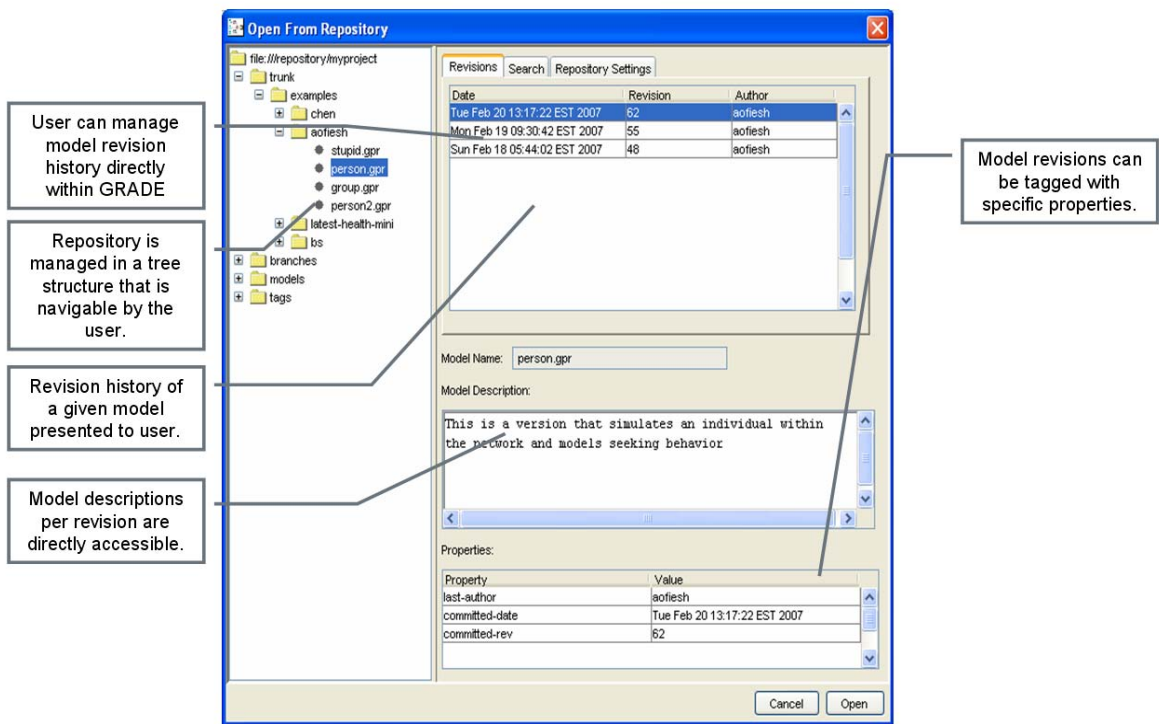 Open From Repository
file:///repository/myproject
trunk
examples
chen
aofiesh
stupid.gpr
person.gpr
group.gpr
person2.gpr
latest-health-mini
bs
branches
models
tags
Revisions Search Repository Settings
Date Revision Author
Tue Feb 20 13:17:22 EST 2007 62 aofiesh
Mon Feb 19 09:30:42 EST 2007 55 aofiesh
Sun Feb 18 05:44:02 EST 2007 48 aofiesh
Model Name: person.gpr
Model Description:
This is a version that simulates an individual within
the network and models seeking behavior
Properties:
Property Value
last-author aofiesh
committed-date Tue Feb 20 13:17:22 EST 2007
committed-rev 62
Cancel Open
User can manage
model revision
history directly
within GRADE
Repository is
managed in a tree
structure that is
navigable by the
user.
Revision history of
a given model
presented to user.
Model descriptions
per revision are
directly accessible.
Model revisions can
be tagged with
specific properties.